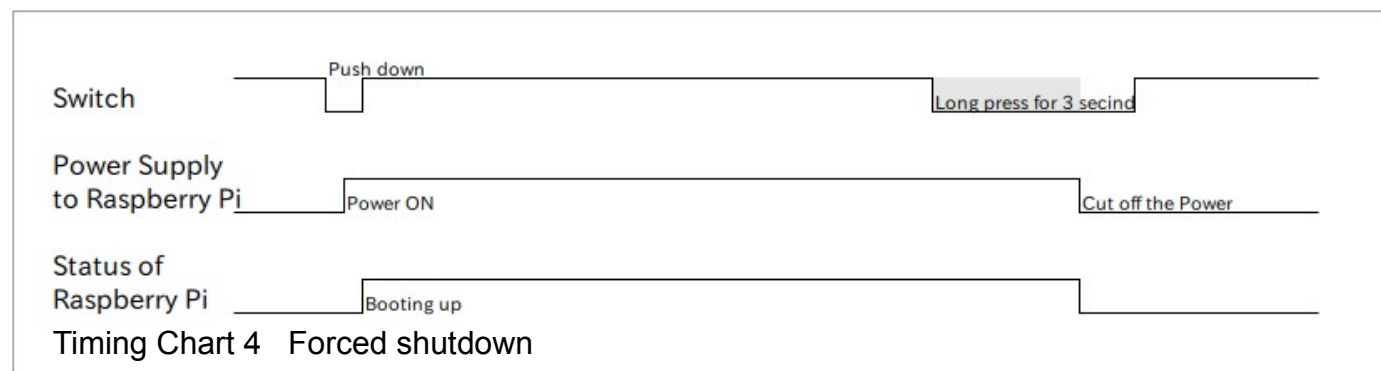 Push down
Switch
Long press for 3 secind
Power Supply
to Raspberry Pi
Power ON
Cut off the Power
Status of
Raspberry Pi
Booting up
Timing Chart 4 Forced shutdown